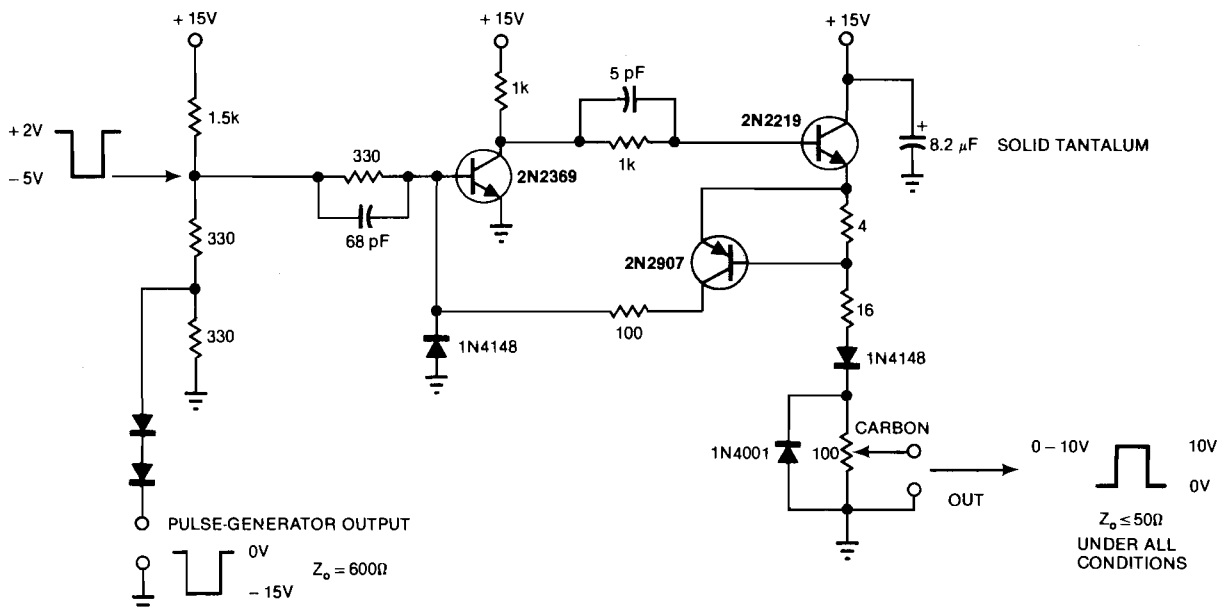 + 15V
+ 15V
+ 15V
5 pF
1k
1.5k
2N2219
+
8.2 μF SOLID TANTALUM
+ 2V
– 5V
330
2N2369
1k
68 pF
4
330
2N2907
16
330
100
1N4148
1N4148
CARBON
1N4001
100
0 – 10V
10V
0V
OUT
PULSE-GENERATOR OUTPUT
0V
– 15V
Zo = 600Ω
Zo ≤ 50Ω
UNDER ALL
CONDITIONS